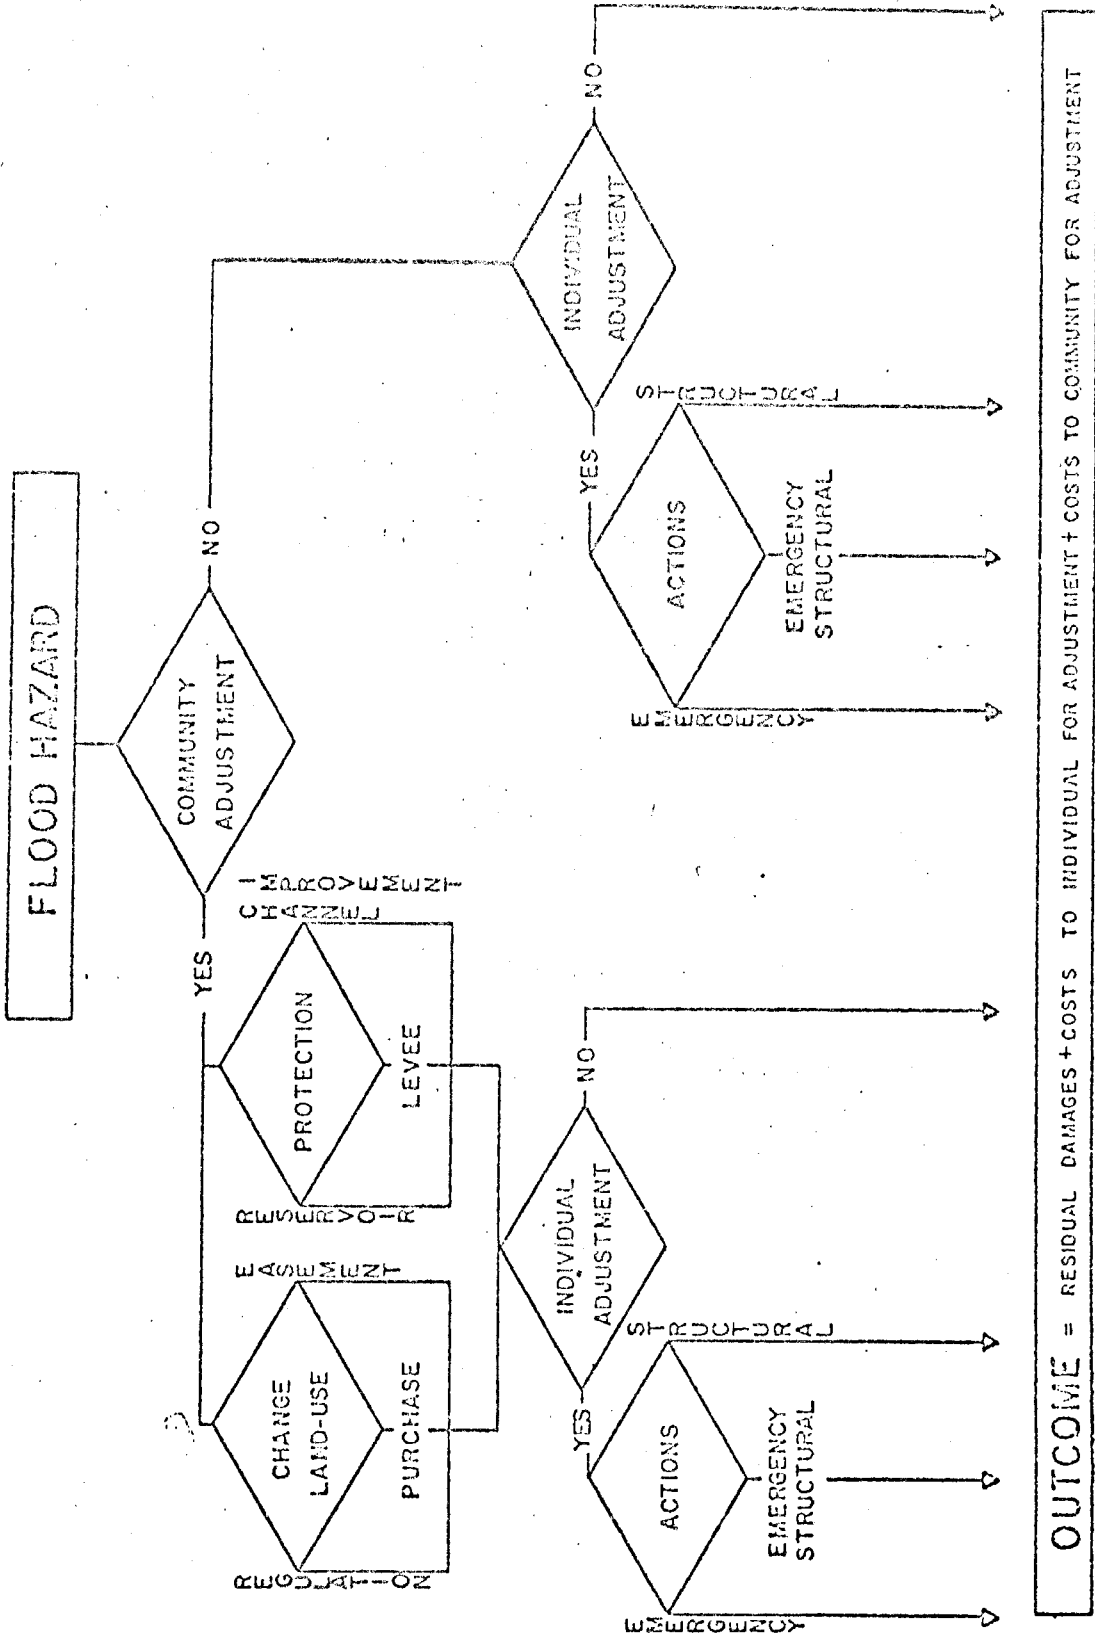 FLOOD HAZARD
COMMUNITY
ADJUSTMENT
YES
NO
CHANGE
LAND-USE
REGULATION
PURCHASE
EASEMENT
PROTECTION
RESERVOIR
LEVEE
CHANNEL
IMPROVEMENT
INDIVIDUAL
ADJUSTMENT
YES
NO
ACTIONS
EMERGENCY
EMERGENCY
STRUCTURAL
STRUCTURAL
INDIVIDUAL
ADJUSTMENT
YES
NO
ACTIONS
EMERGENCY
EMERGENCY
STRUCTURAL
STRUCTURAL
OUTCOME = RESIDUAL DAMAGES + COSTS TO INDIVIDUAL FOR ADJUSTMENT + COSTS TO COMMUNITY FOR ADJUSTMENT